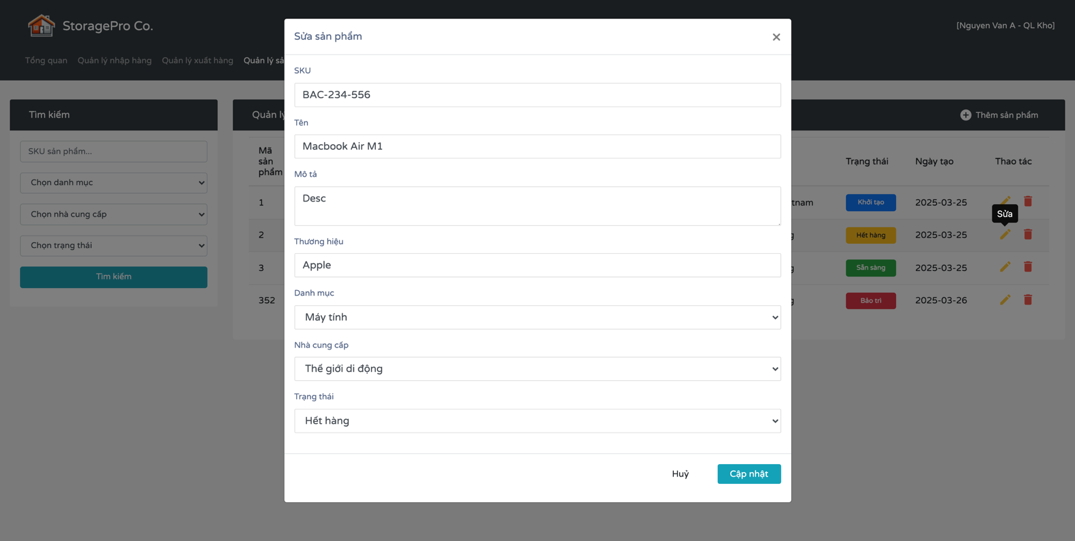 StoragePro Co.
[Nguyen Van A - QL Kho]
Tổng quan
Quản lý nhập hàng
Quản lý xuất hàng
Quản lý
Sửa sản phẩm
×
SKU
BAC-234-556
Tên
Macbook Air M1
Mô tả
Desc
Thương hiệu
Apple
Danh mục
Máy tính
Nhà cung cấp
Thế giới di động
Trạng thái
Hết hàng
Huỷ
Cập nhật
Tìm kiếm
SKU sản phẩm...
Chọn danh mục
Chọn nhà cung cấp
Chọn trạng thái
Tìm kiếm
Quản lý
Thêm sản phẩm
Mã
sản
phẩm
Trạng thái
Ngày tạo
Thao tác
1
Khởi tạo
2025-03-25
Sửa
2
Hết hàng
2025-03-25
3
Sẵn sàng
2025-03-25
352
Bảo trì
2025-03-26